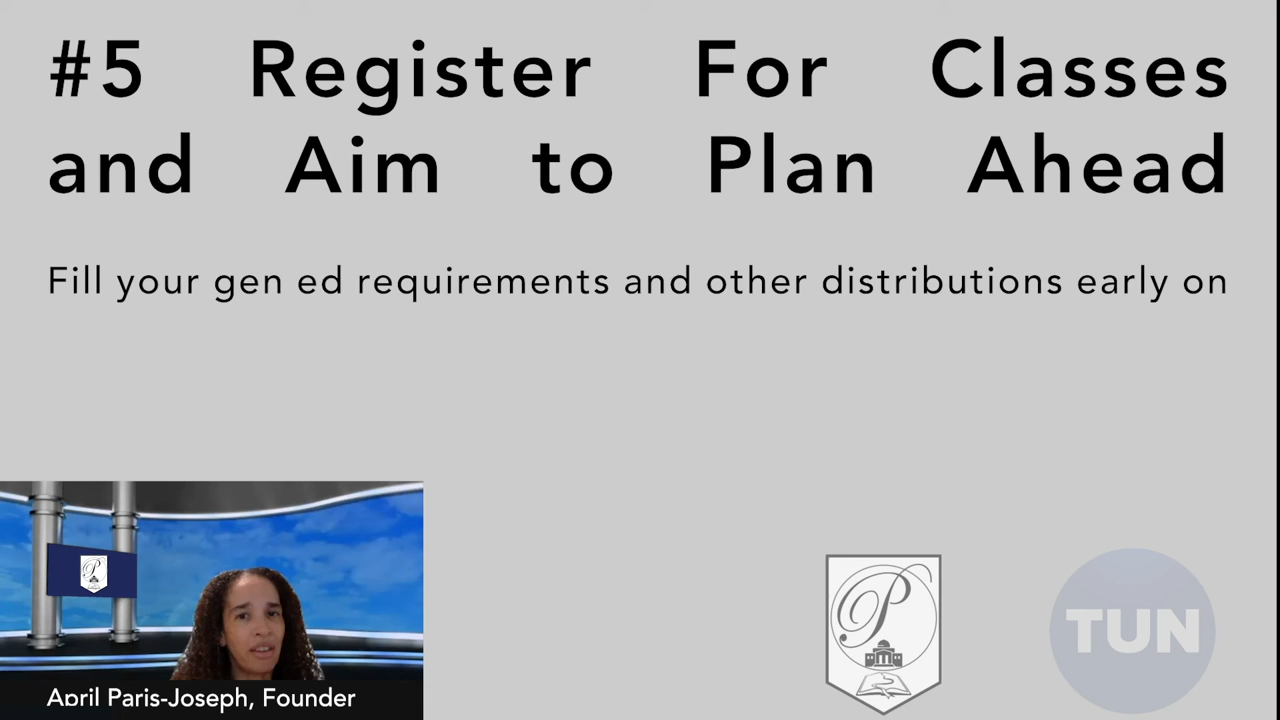 #5 Register For Classes
and Aim to Plan Ahead
Fill your gen ed requirements and other distributions early on
P
P
TUN
April Paris-Joseph, Founder